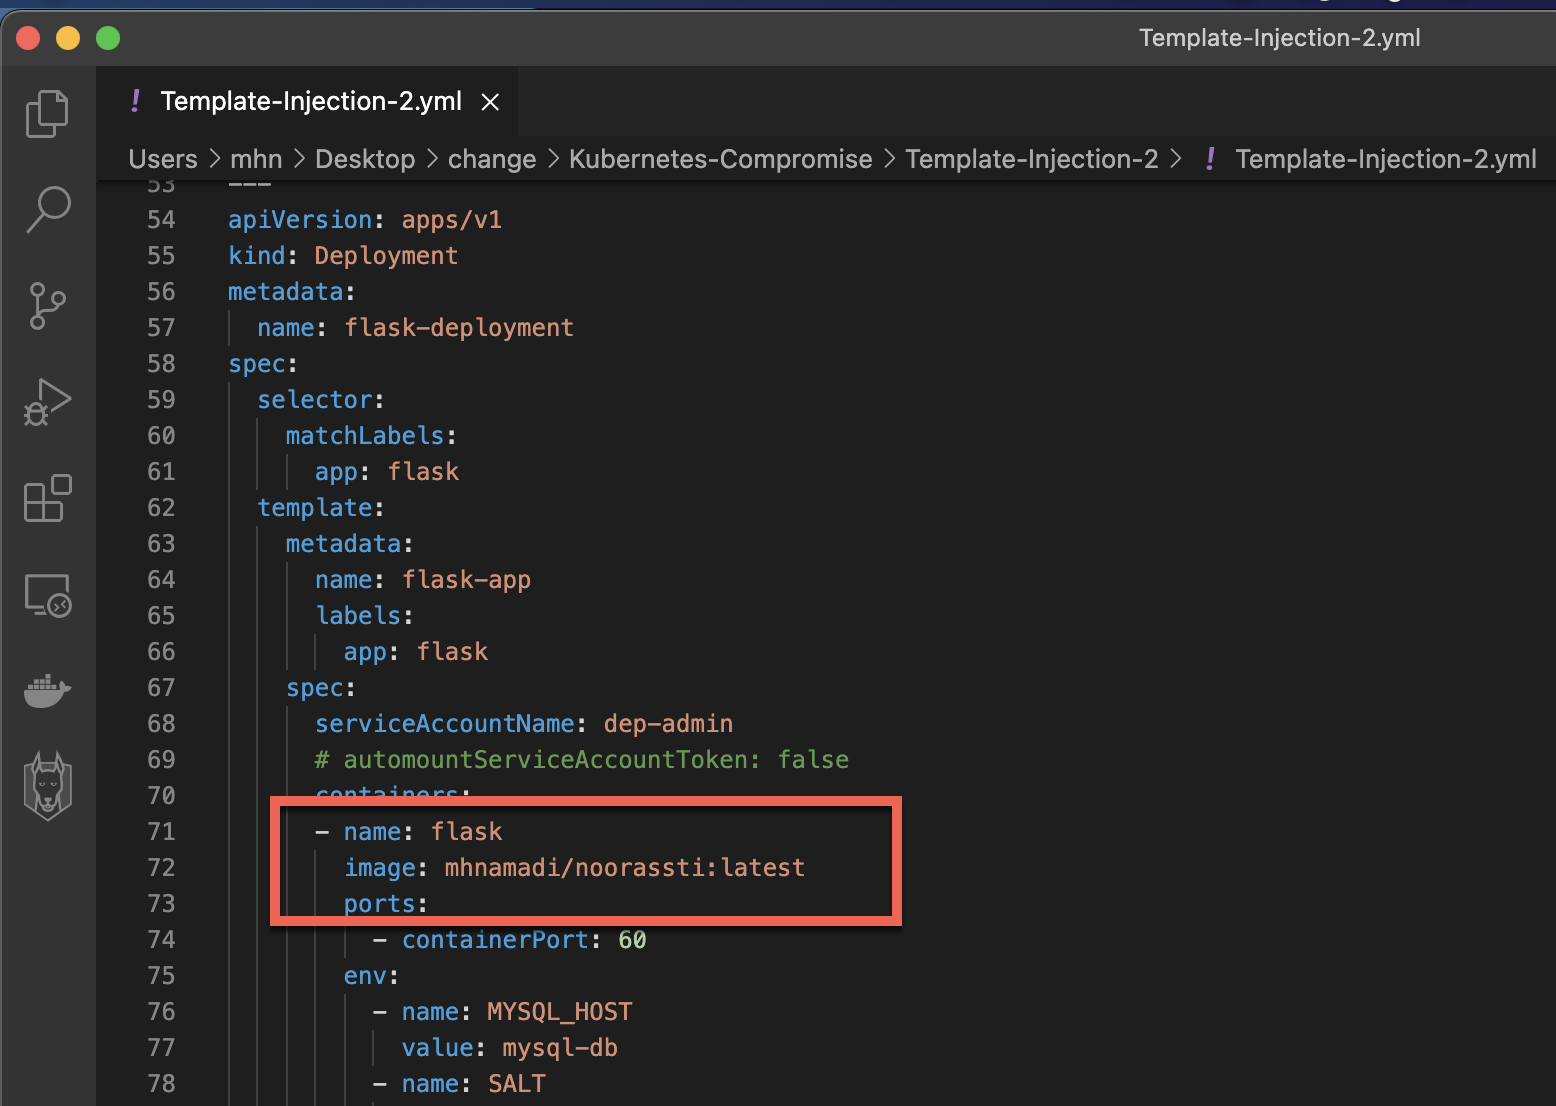 Template-Injection-2.yml
! Template-Injection-2.yml ×
Users > mhn > Desktop > change > Kubernetes-Compromise > Template-Injection-2 > ! Template-Injection-2.yml
53 ---
54 apiVersion: apps/v1
55 kind: Deployment
56 metadata:
57   name: flask-deployment
58 spec:
59   selector:
60     matchLabels:
61       app: flask
62   template:
63     metadata:
64       name: flask-app
65       labels:
66         app: flask
67     spec:
68       serviceAccountName: dep-admin
69       # automountServiceAccountToken: false
70       containers:
71       - name: flask
72         image: mhnamadi/noorassti:latest
73         ports:
74           - containerPort: 60
75         env:
76           - name: MYSQL_HOST
77             value: mysql-db
78           - name: SALT